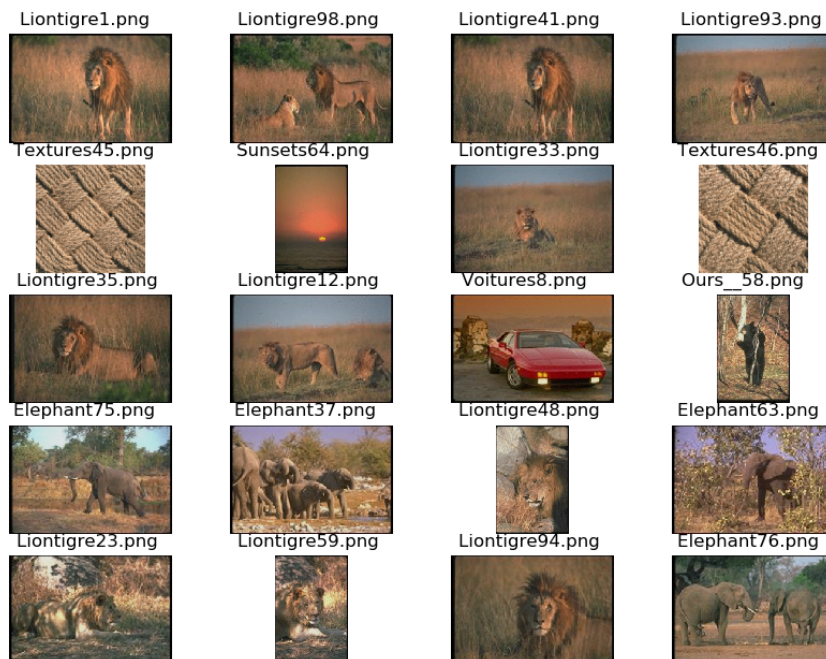 Liontigre1.png
Liontigre98.png
Liontigre41.png
Liontigre93.png
Textures45.png
Sunsets64.png
Liontigre33.png
Textures46.png
Liontigre35.png
Liontigre12.png
Voitures8.png
Ours__58.png
Elephant75.png
Elephant37.png
Liontigre48.png
Elephant63.png
Liontigre23.png
Liontigre59.png
Liontigre94.png
Elephant76.png